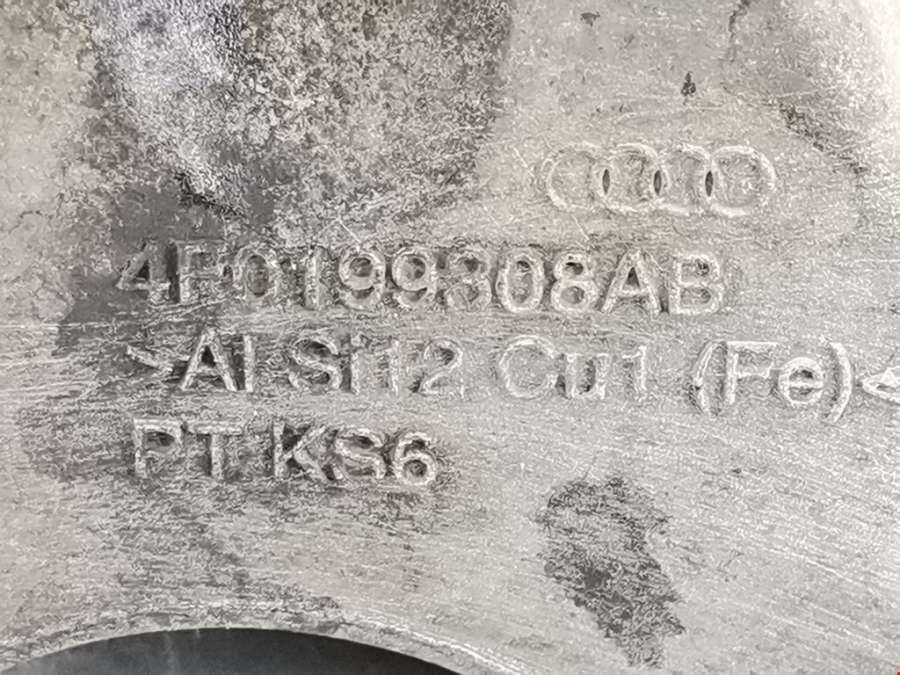 4F0199308AB
>Al Si12 Cu1 (Fe)<
PT KS6